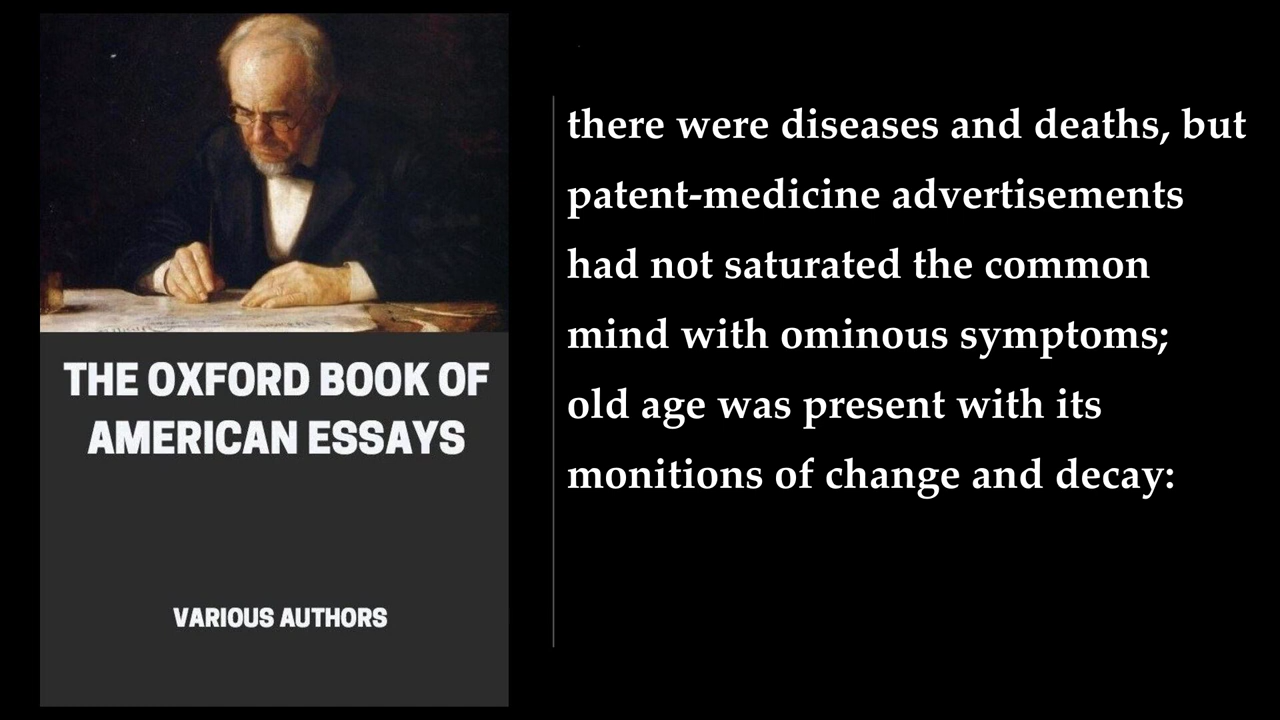 THE OXFORD BOOK OF
AMERICAN ESSAYS
VARIOUS AUTHORS
there were diseases and deaths, but
patent-medicine advertisements
had not saturated the common
mind with ominous symptoms;
old age was present with its
monitions of change and decay: